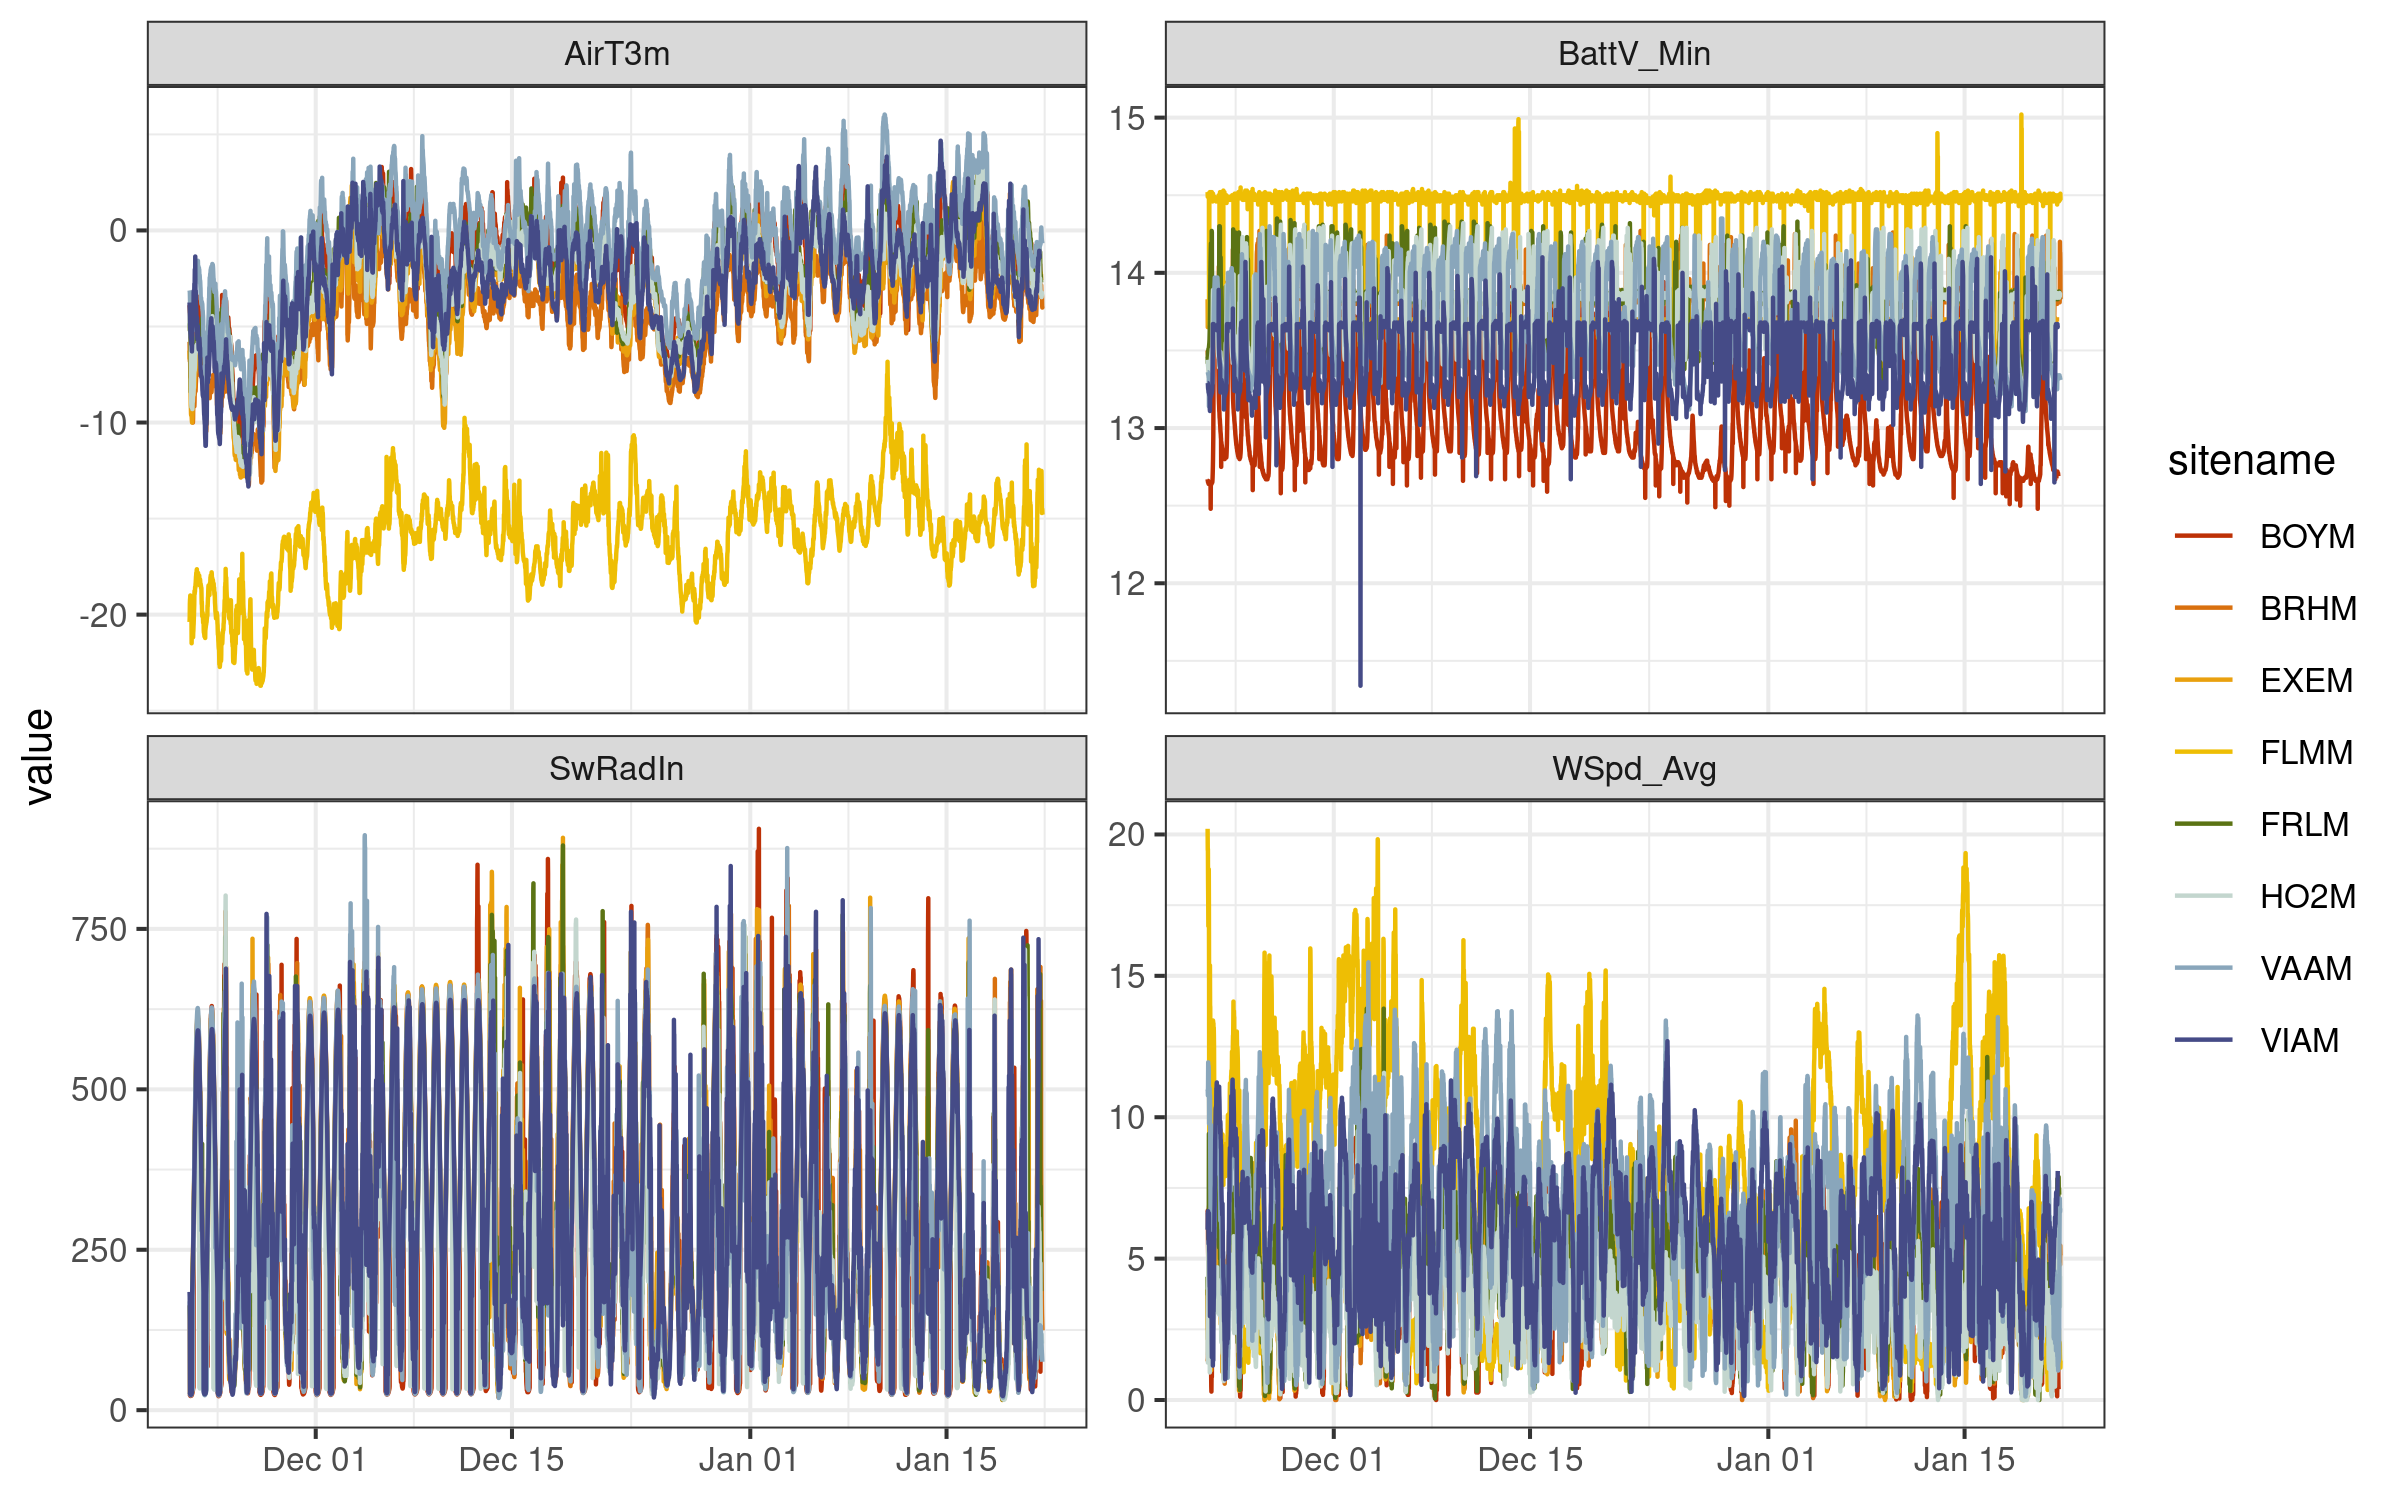 AirT3m
BattV_Min
0
-10
-20
15
14
13
12
value
SwRadIn
WSpd_Avg
750
500
250
0
20
15
10
5
0
Dec 01 Dec 15 Jan 01 Jan 15
Dec 01 Dec 15 Jan 01 Jan 15
sitename
BOYM
BRHM
EXEM
FLMM
FRLM
HO2M
VAAM
VIAM